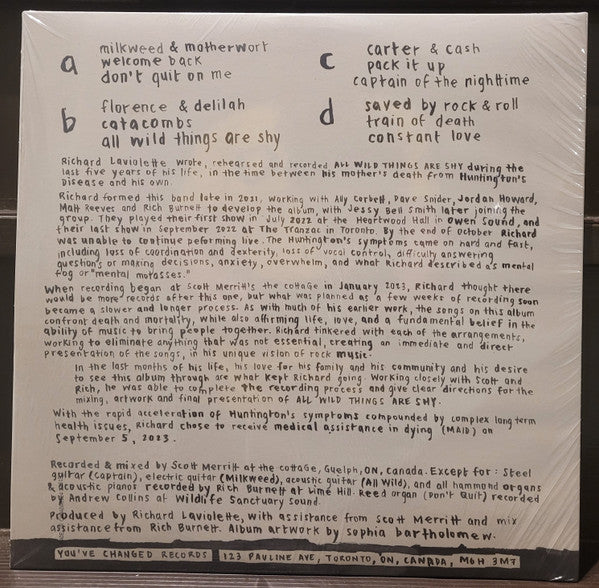 a
milkweed & motherwort
welcome back
don't quit on me
b
florence & delilah
catacombs
all wild things are shy
c
carter & cash
pack it up
captain of the nighttime
d
saved by rock & roll
train of death
constant love
Richard Laviolette wrote, rehearsed and recorded ALL WILD THINGS ARE SHY during the
last five years of his life, in the time between his mother's death from Huntington's
Disease and his own.
Richard formed this band late in 2021, working with Ally Corbett, Dave Snider, Jordan Howard,
Matt Reeves and Rich Burnett to develop the album, with Jessy Bell Smith later joining the
group. They played their first show in July 2022 at the Heartwood Hall in Owen Sound, and
their last show in September 2022 at The Tranzac in Toronto. By the end of October Richard
was unable to continue peforming live. The Huntington's symptoms came on hard and fast,
including loss of coordination and dexterity, loss of vocal control, difficulty answering
questions or making decisions, anxiety, overwhelm, and what Richard described as mental
fog or "mental molasses."
When recording began at Scott Merritt's the cottage in January 2023, Richard thought there
would be more records after this one, but what was planned as a few weeks of recording soon
became a slower and longer process. As with much of his earlier work, the songs on this album
confront death and mortality, while also affirming life, love, and a fundamental belief in the
ability of music to bring people together. Richard tinkered with each of the arrangements,
working to eliminate anything that was not essential, creating an immediate and direct
presentation of the songs, in his unique vision of rock music.
In the last months of his life, his love for his family and his community and his desire
to see this album through are what kept Richard going. Working closely with Scott and
Rich, he was able to complete the recording process and give clear directions for the
mixing, artwork and final presentation of ALL WILD THINGS ARE SHY.
With the rapid acceleration of Huntington's symptoms compounded by complex long term
health issues, Richard chose to receive medical assistance in dying (MAID) on
September 5, 2023.
Recorded & mixed by Scott Merritt at the cottage, Guelph, ON, Canada. Except for: Steel
guitar (Captain), electric guitar (Milkweed), acoustic guitar (All Wild), and all hammond organs
& acoustic pianos recorded by Rich Burnett at Lime Hill. Reed organ (Don't Quit) recorded
by Andrew Collins at Wildlife Sanctuary Sound.
Produced by Richard Laviolette, with assistance from Scott Merritt and mix
assistance from Rich Burnett. Album artwork by sophia bartholomew.
YOU'VE CHANGED RECORDS 123 PAULINE AVE, TORONTO, ON, CANADA, M6H 3M7